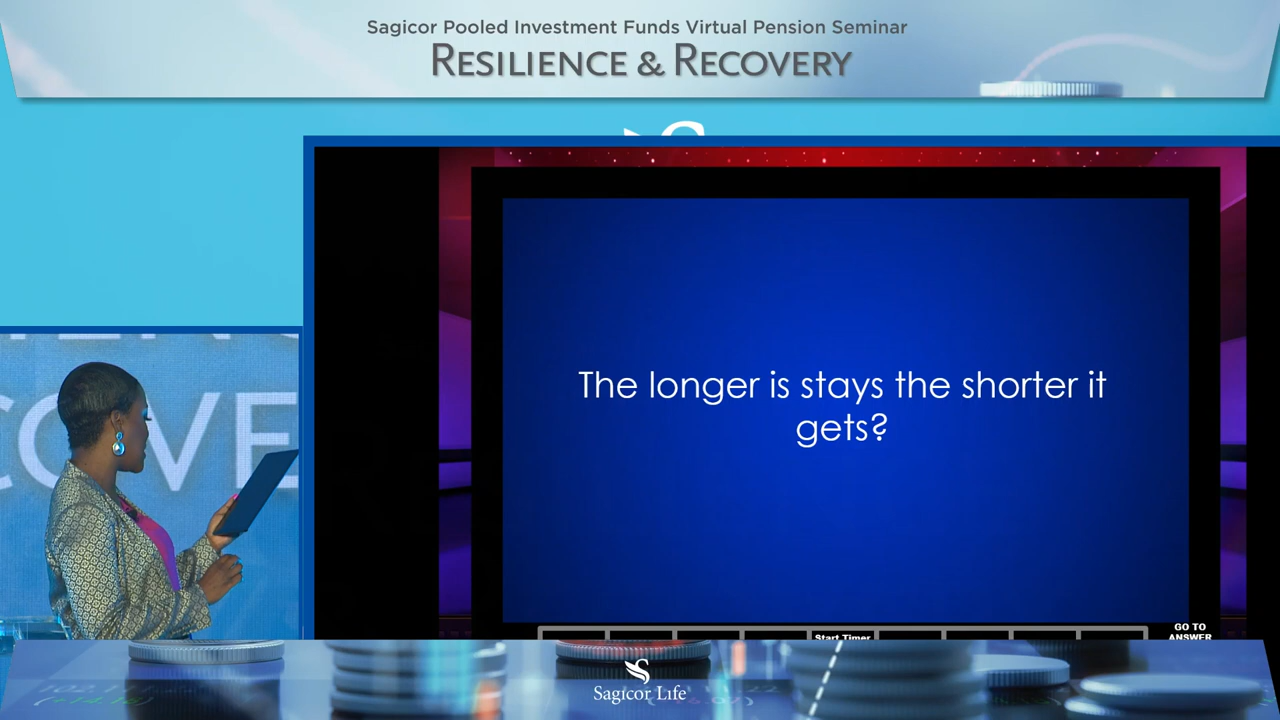 Sagicor Pooled Investment Funds Virtual Pension Seminar
RESILIENCE & RECOVERY
The longer is stays the shorter it
gets?
COVE
Start Timer
GO TO
ANSWER
Sagicor Life